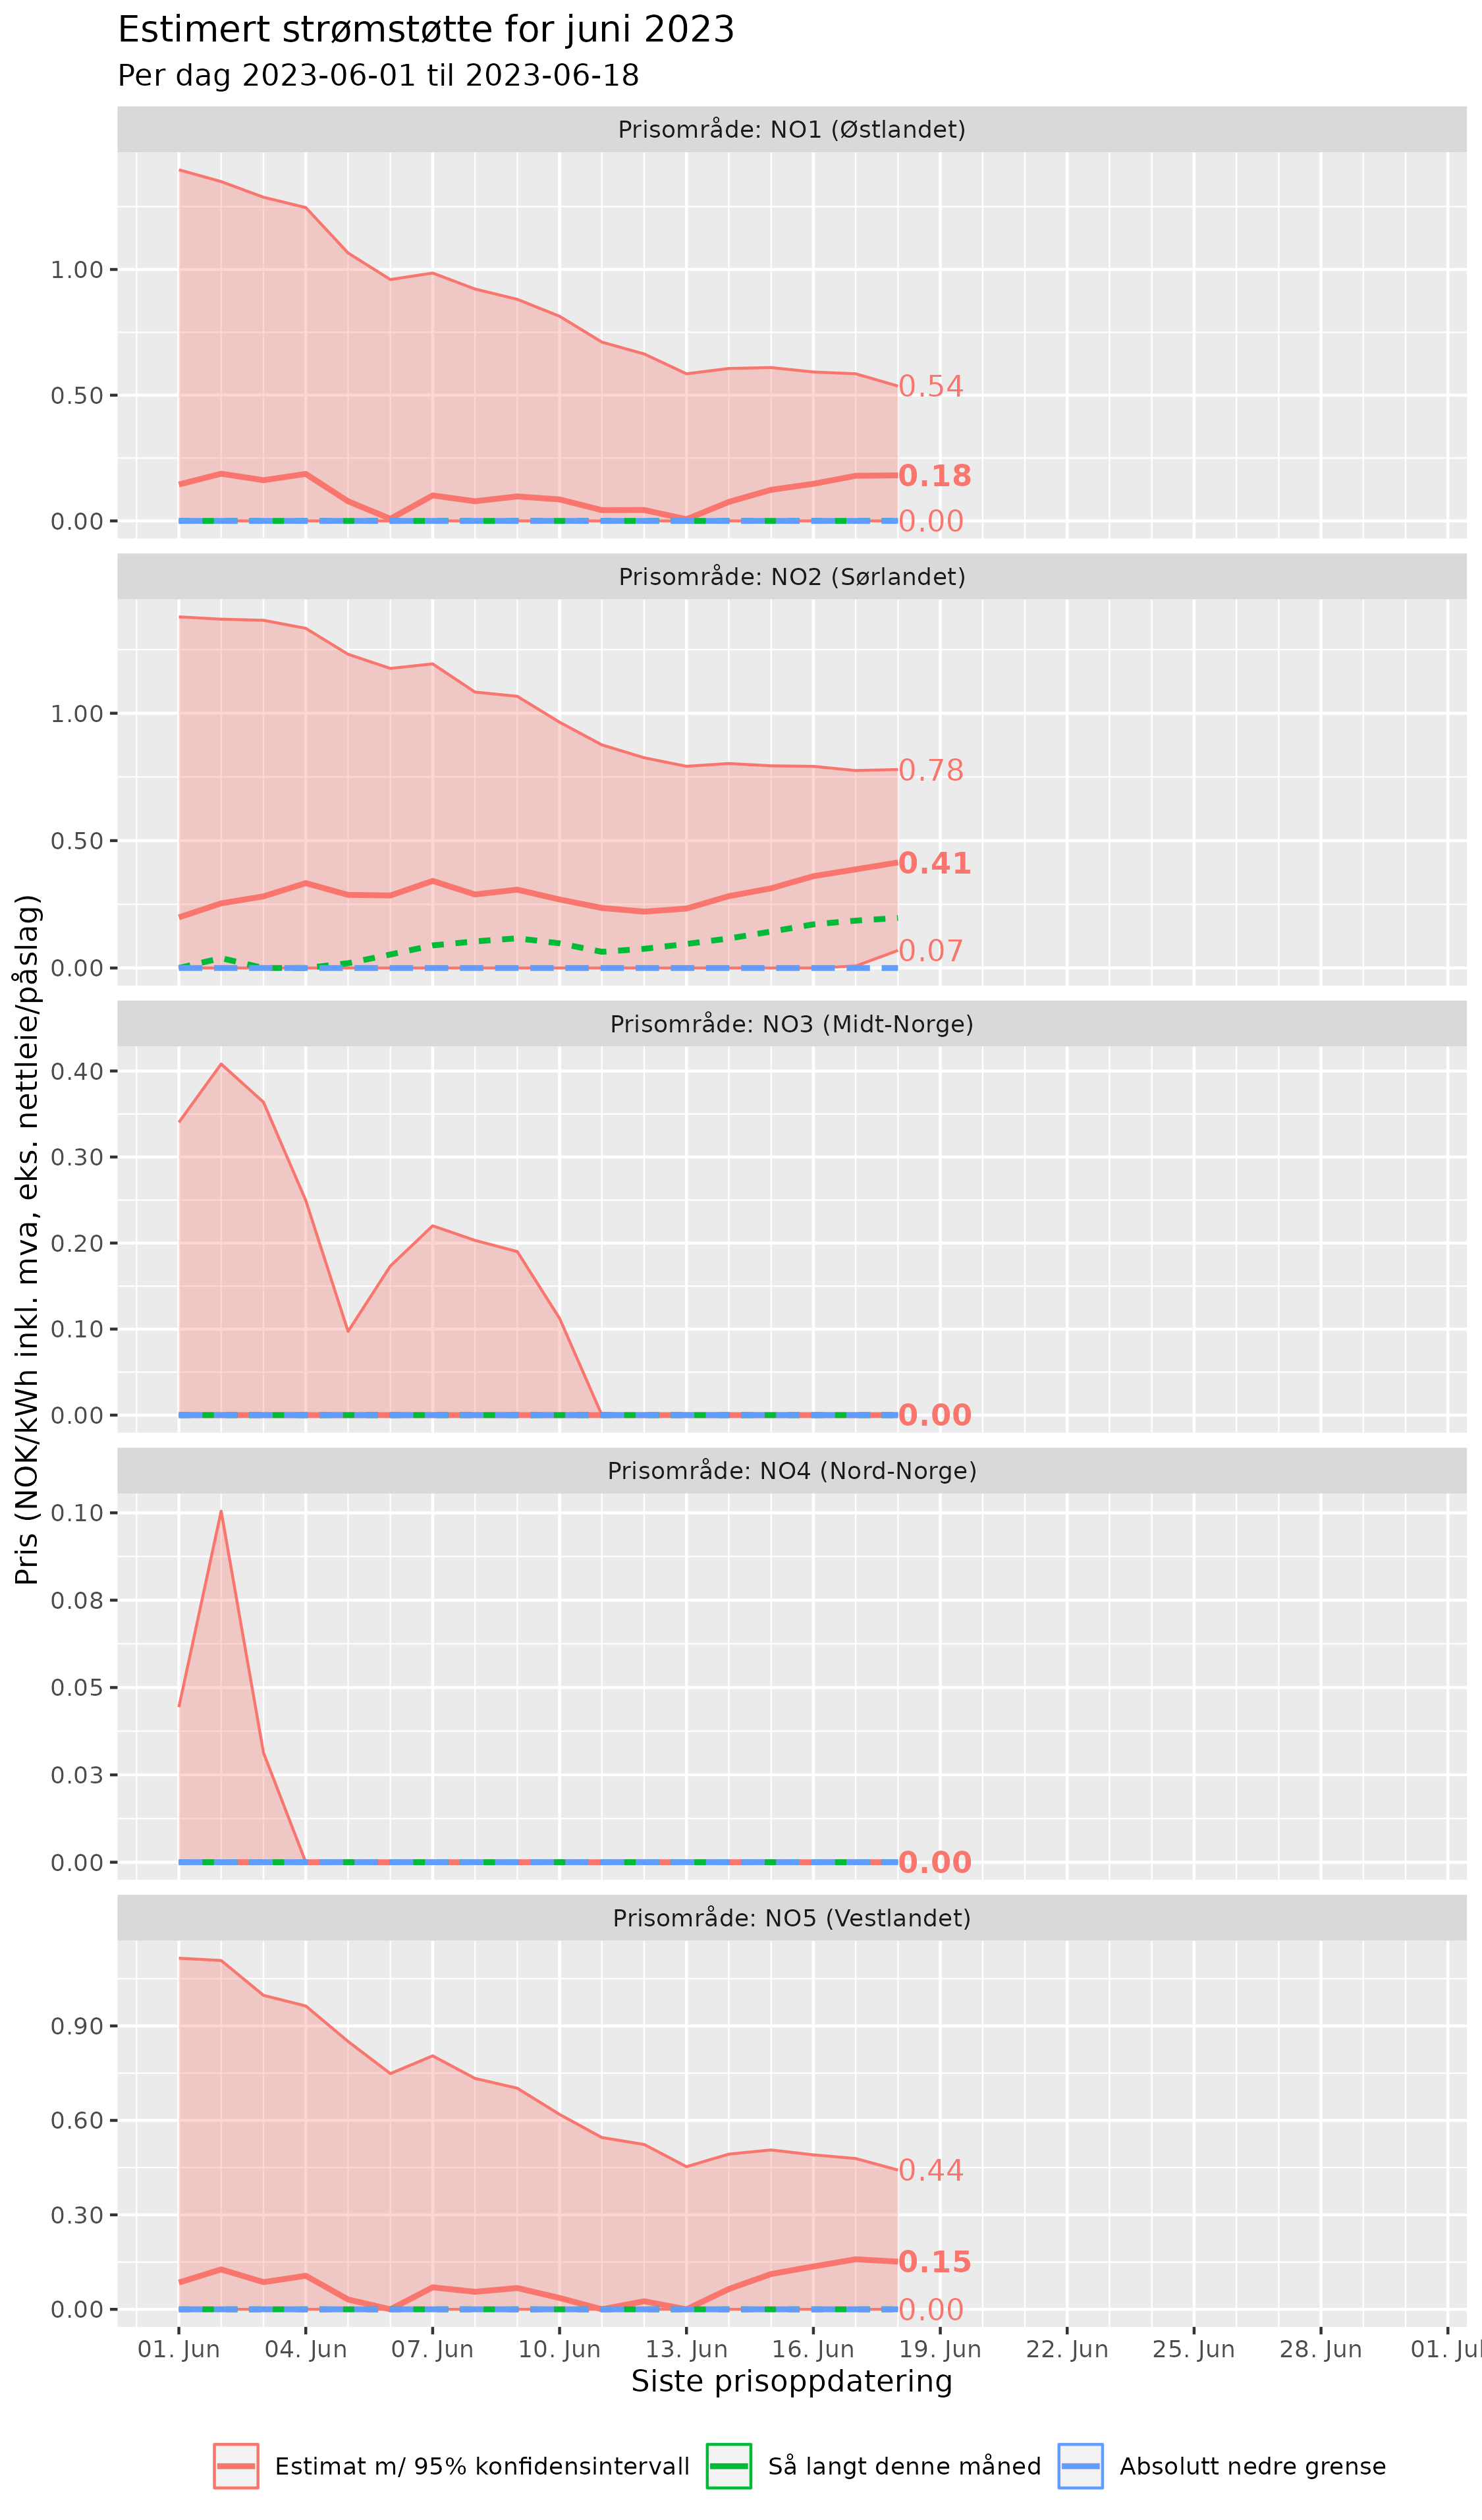 Estimert strømstøtte for juni 2023
Per dag 2023-06-01 til 2023-06-18
Pris (NOK/kWh inkl. mva, eks. nettleie/påslag)
Prisområde: NO1 (Østlandet)
1.00
0.50
0.00
0.54
0.18
0.00
Prisområde: NO2 (Sørlandet)
1.00
0.50
0.00
0.78
0.41
0.07
Prisområde: NO3 (Midt-Norge)
0.40
0.30
0.20
0.10
0.00
0.00
Prisområde: NO4 (Nord-Norge)
0.10
0.08
0.05
0.03
0.00
0.00
Prisområde: NO5 (Vestlandet)
0.90
0.60
0.30
0.00
0.44
0.15
0.00
01. Jun 04. Jun 07. Jun 10. Jun 13. Jun 16. Jun 19. Jun 22. Jun 25. Jun 28. Jun 01.
Siste prisoppdatering
Estimat m/ 95% konfidensintervall Så langt denne måned Absolutt nedre grense